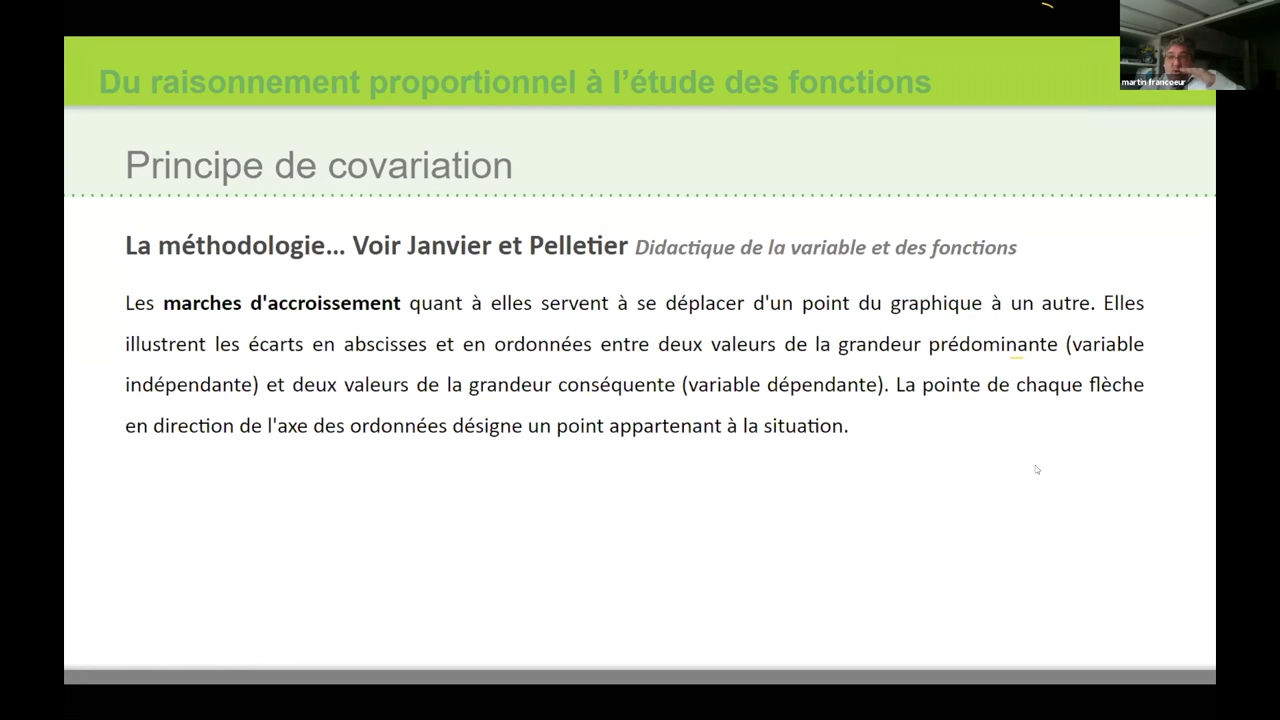 martin francoeur
Du raisonnement proportionnel à l’étude des fonctions
Principe de covariation
La méthodologie... Voir Janvier et Pelletier Didactique de la variable et des fonctions
Les marches d'accroissement quant à elles servent à se déplacer d'un point du graphique à un autre. Elles
illustrent les écarts en abscisses et en ordonnées entre deux valeurs de la grandeur prédominante (variable
indépendante) et deux valeurs de la grandeur conséquente (variable dépendante). La pointe de chaque flèche
en direction de l'axe des ordonnées désigne un point appartenant à la situation.